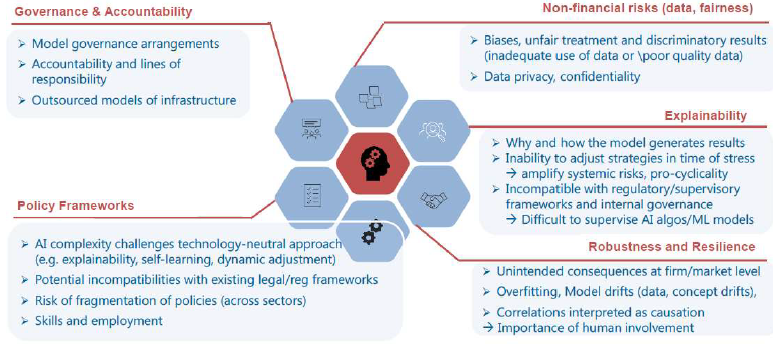 Governance & Accountability
➢ Model governance arrangements
➢ Accountability and lines of
responsibility
➢ Outsourced models of infrastructure
Non-financial risks (data, fairness)
➢ Biases, unfair treatment and discriminatory results
(inadequate use of data or \poor quality data)
➢ Data privacy, confidentiality
Explainability
➢ Why and how the model generates results
➢ Inability to adjust strategies in time of stress
→ amplify systemic risks, pro-cyclicality
➢ Incompatible with regulatory/supervisory
frameworks and internal governance
→ Difficult to supervise AI algos/ML models
Policy Frameworks
➢ AI complexity challenges technology-neutral approach
(e.g. explainability, self-learning, dynamic adjustment)
➢ Potential incompatibilities with existing legal/reg frameworks
➢ Risk of fragmentation of policies (across sectors)
➢ Skills and employment
Robustness and Resilience
➢ Unintended consequences at firm/market level
➢ Overfitting, Model drifts (data, concept drifts),
➢ Correlations interpreted as causation
→ Importance of human involvement